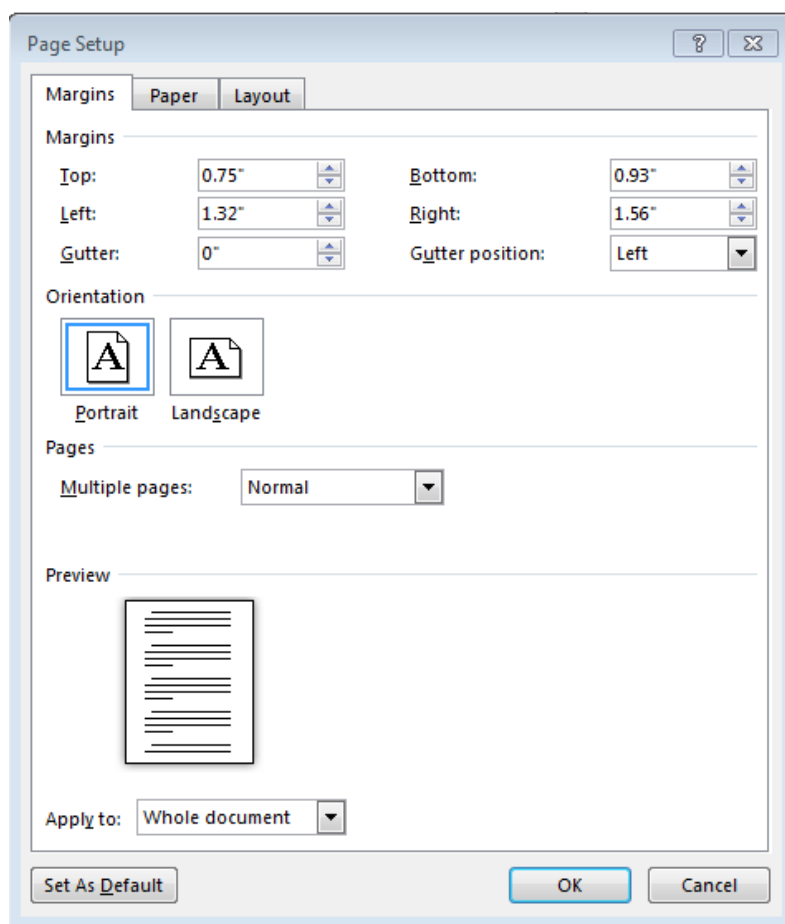 Page Setup
Margins Paper Layout
Margins
Top: 0.75" Bottom: 0.93"
Left: 1.32" Right: 1.56"
Gutter: 0" Gutter position: Left
Orientation
A A
Portrait Landscape
Pages
Multiple pages: Normal
Preview
Apply to: Whole document
Set As Default OK Cancel